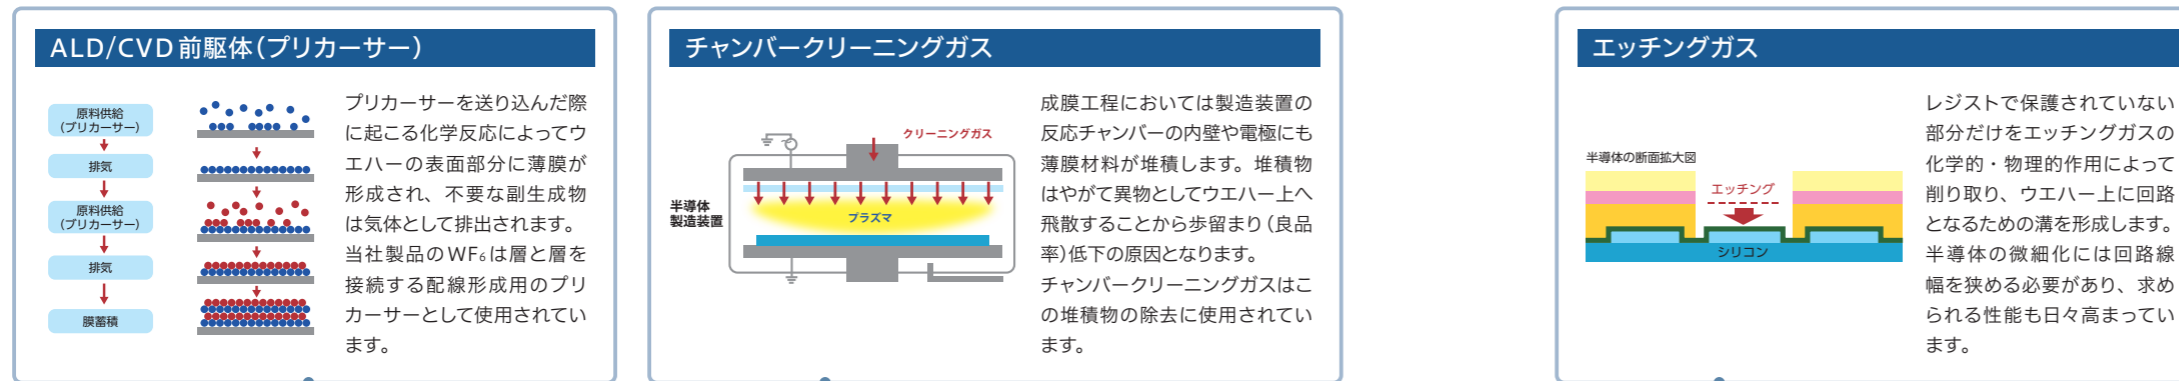 ALD/CVD前駆体（プリカーサー）
原料供給
（プリカーサー）
排気
原料供給
（プリカーサー）
排気
膜蓄積
プリカーサーを送り込んだ際
に起こる化学反応によってウ
エハーの表面部分に薄膜が
形成され、不要な副生成物
は気体として排出されます。
当社製品のWF₆は層と層を
接続する配線形成用のプリ
カーサーとして使用されてい
ます。
チャンバークリーニングガス
クリーニングガス
半導体
製造装置
プラズマ
成膜工程においては製造装置の
反応チャンバーの内壁や電極にも
薄膜材料が堆積します。堆積物
はやがて異物としてウエハー上へ
飛散することから歩留まり（良品
率）低下の原因となります。
チャンバークリーニングガスはこ
の堆積物の除去に使用されてい
ます。
エッチングガス
半導体の断面拡大図
エッチング
シリコン
レジストで保護されていない
部分だけをエッチングガスの
化学的・物理的作用によって
削り取り、ウエハー上に回路
となるための溝を形成します。
半導体の微細化には回路線
幅を狭める必要があり、求め
られる性能も日々高まってい
ます。